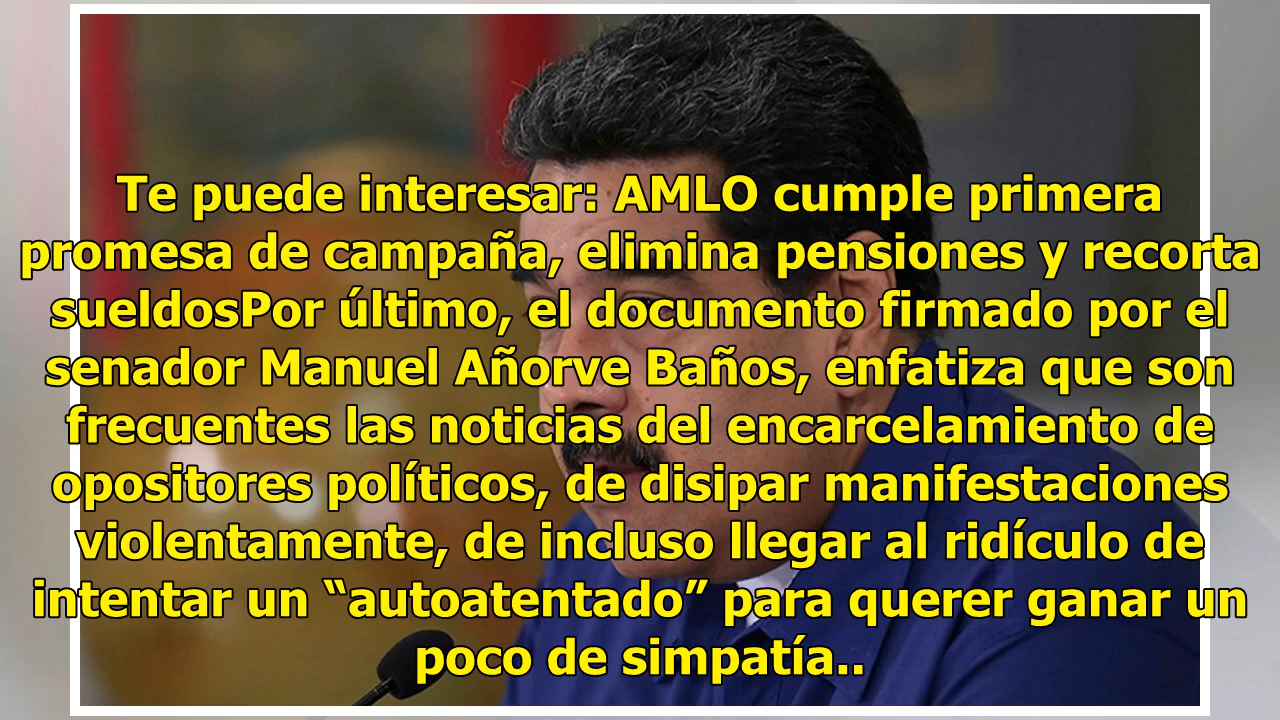 Te puede interesar: AMLO cumple primera
promesa de campaña, elimina pensiones y recorta
sueldosPor último, el documento firmado por el
senador Manuel Añorve Baños, enfatiza que son
frecuentes las noticias del encarcelamiento de
opositores políticos, de disipar manifestaciones
violentamente, de incluso llegar al ridículo de
intentar un “autoatentado” para querer ganar un
poco de simpatía..